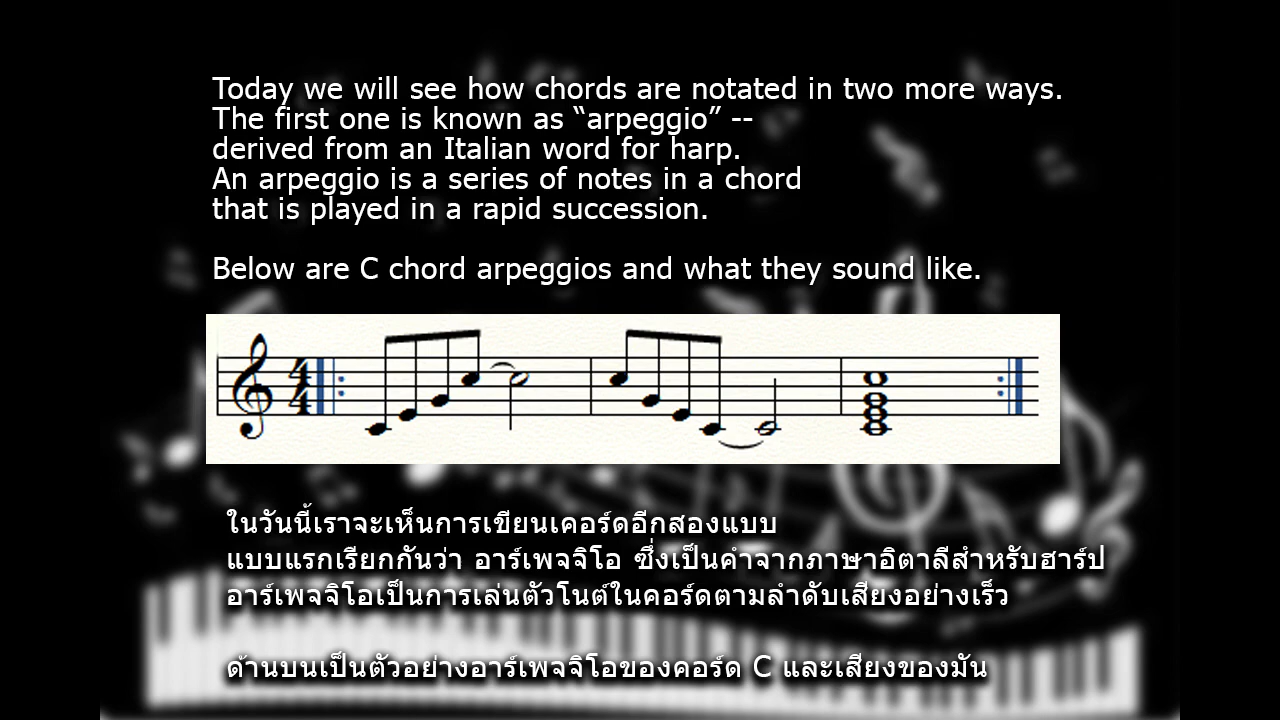 Today we will see how chords are notated in two more ways.
The first one is known as “arpeggio” --
derived from an Italian word for harp.
An arpeggio is a series of notes in a chord
that is played in a rapid succession.
Below are C chord arpeggios and what they sound like.
4
4
ในวันนี้เราจะเห็นการเขียนเคอร์ดอีกสองแบบ
แบบแรกเรียกกันว่า อาร์เพจจิโอ ซึ่งเป็นคำจากภาษาอิตาลีสำหรับฮาร์ป
อาร์เพจจิโอเป็นการเล่นตัวโนต์ในคอร์ดตามลำดับเสียงอย่างเร็ว
ด้านบนเป็นตัวอย่างอาร์เพจจิโอของคอร์ด C และเสียงของมัน